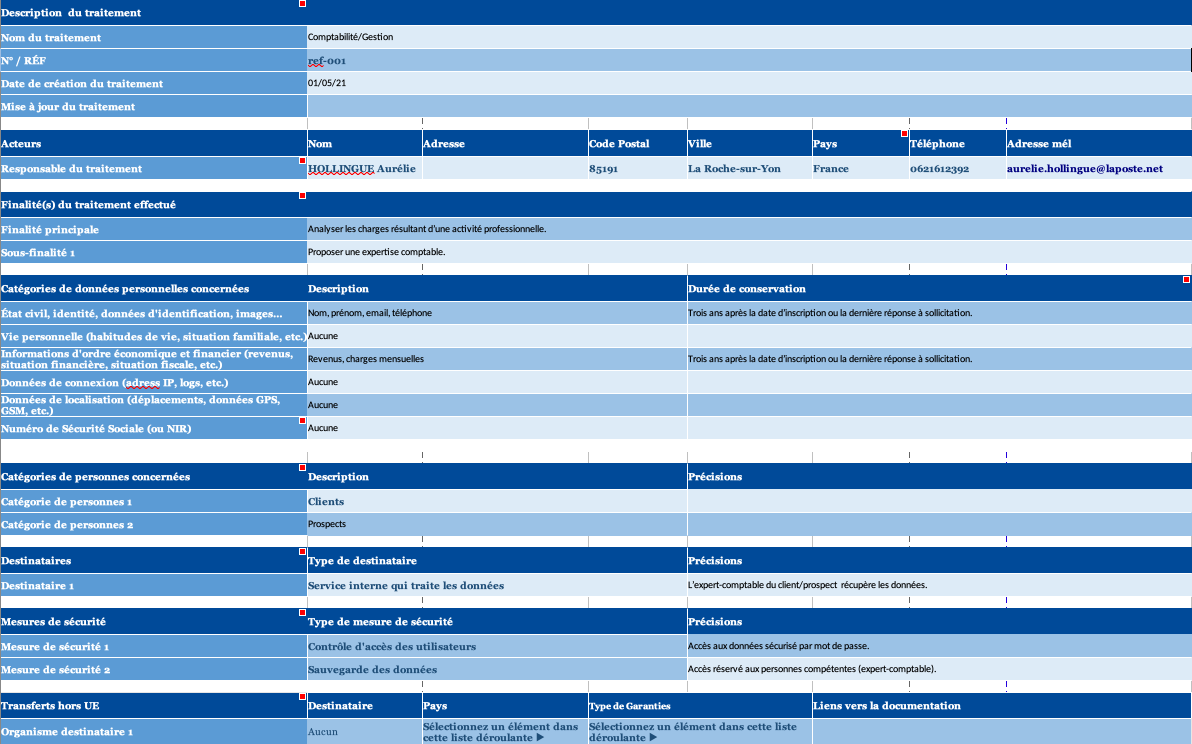 Description  du traitement
Nom du traitement Comptabilité/Gestion
N° / RÉF ref-001
Date de création du traitement 01/05/21
Mise à jour du traitement
Acteurs Nom Adresse Code Postal Ville Pays Téléphone Adresse mél
Responsable du traitement HOLLINGUE Aurélie 85191 La Roche-sur-Yon France 0621612392 aurelie.hollingue@laposte.net
Finalité(s) du traitement effectué
Finalité principale Analyser les charges résultant d'une activité professionnelle.
Sous-finalité 1 Proposer une expertise comptable.
Catégories de données personnelles concernées Description Durée de conservation
État civil, identité, données d'identification, images... Nom, prénom, email, téléphone Trois ans après la date d'inscription ou la dernière réponse à sollicitation.
Vie personnelle (habitudes de vie, situation familiale, etc.) Aucune
Informations d'ordre économique et financier (revenus,
situation financière, situation fiscale, etc.) Revenus, charges mensuelles Trois ans après la date d'inscription ou la dernière réponse à sollicitation.
Données de connexion (adress IP, logs, etc.) Aucune
Données de localisation (déplacements, données GPS,
GSM, etc.) Aucune
Numéro de Sécurité Sociale (ou NIR) Aucune
Catégories de personnes concernées Description Précisions
Catégorie de personnes 1 Clients
Catégorie de personnes 2 Prospects
Destinataires Type de destinataire Précisions
Destinataire 1 Service interne qui traite les données L'expert-comptable du client/prospect  récupère les données.
Mesures de sécurité Type de mesure de sécurité Précisions
Mesure de sécurité 1 Contrôle d'accès des utilisateurs Accès aux données sécurisé par mot de passe.
Mesure de sécurité 2 Sauvegarde des données Accès réservé aux personnes compétentes (expert-comptable).
Transferts hors UE Destinataire Pays Type de Garanties Liens vers la documentation
Organisme destinataire 1 Aucun Sélectionnez un élément dans
cette liste déroulante ▶ Sélectionnez un élément dans cette liste
déroulante ▶